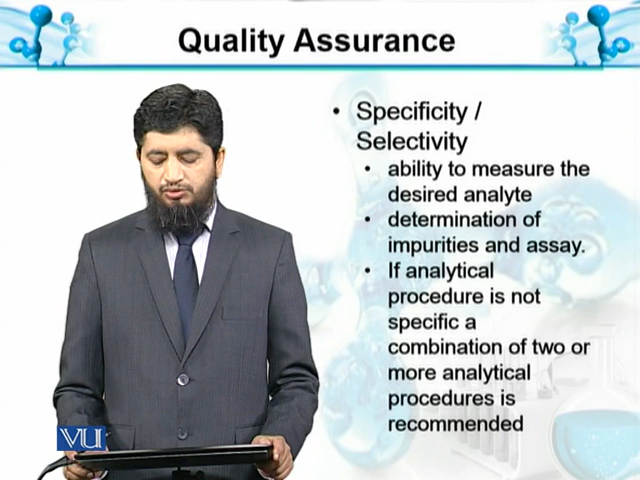 Quality Assurance
• Specificity /
Selectivity
• ability to measure the
desired analyte
• determination of
impurities and assay.
• If analytical
procedure is not
specific a
combination of two or
more analytical
procedures is
recommended
VU